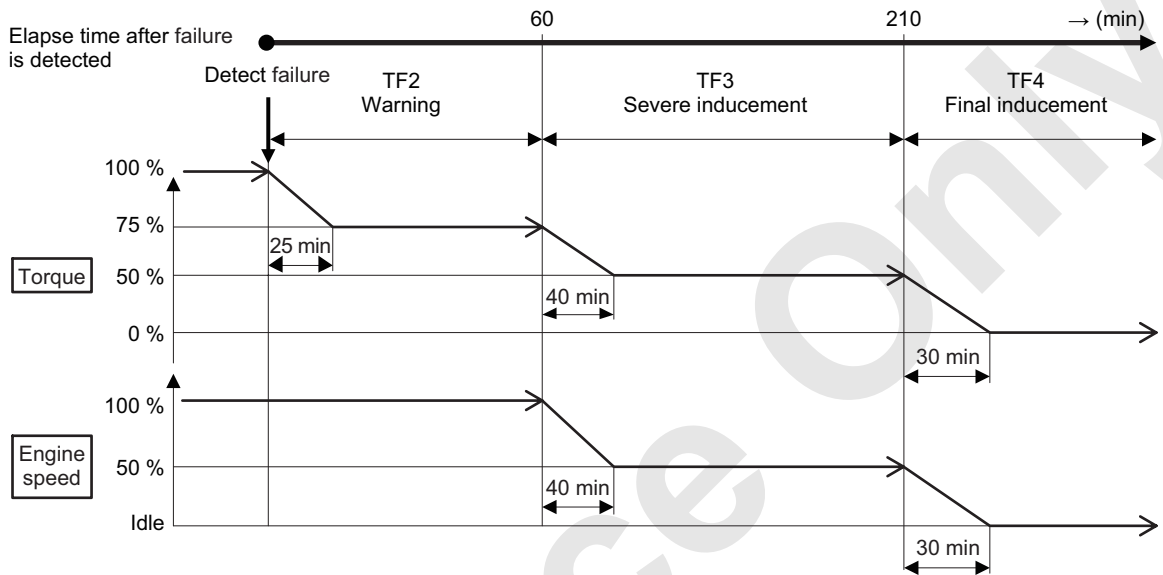 60
210
→ (min)
Elapse time after failure
is detected
Detect failure
TF2
Warning
TF3
Severe inducement
TF4
Final inducement
100 %
75 %
25 min
Torque
50 %
40 min
0 %
30 min
100 %
Engine
speed
50 %
40 min
Idle
30 min
ce Only